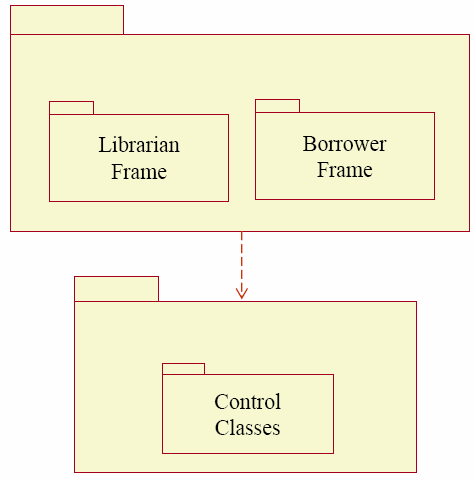 Librarian
Frame
Borrower
Frame
Control
Classes